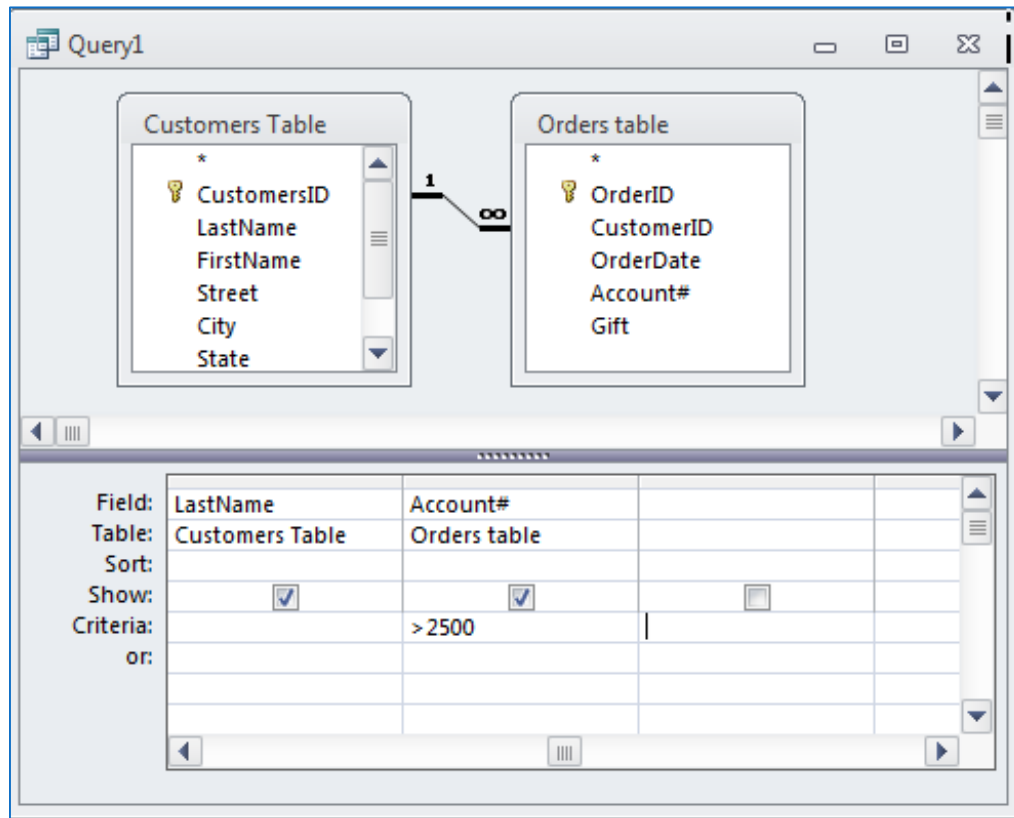 Query1
Customers Table
*
CustomersID
LastName
FirstName
Street
City
State
1
∞
Orders table
*
OrderID
CustomerID
OrderDate
Account#
Gift
Field: LastName Account#
Table: Customers Table Orders table
Sort:
Show:
Criteria: >2500
or: